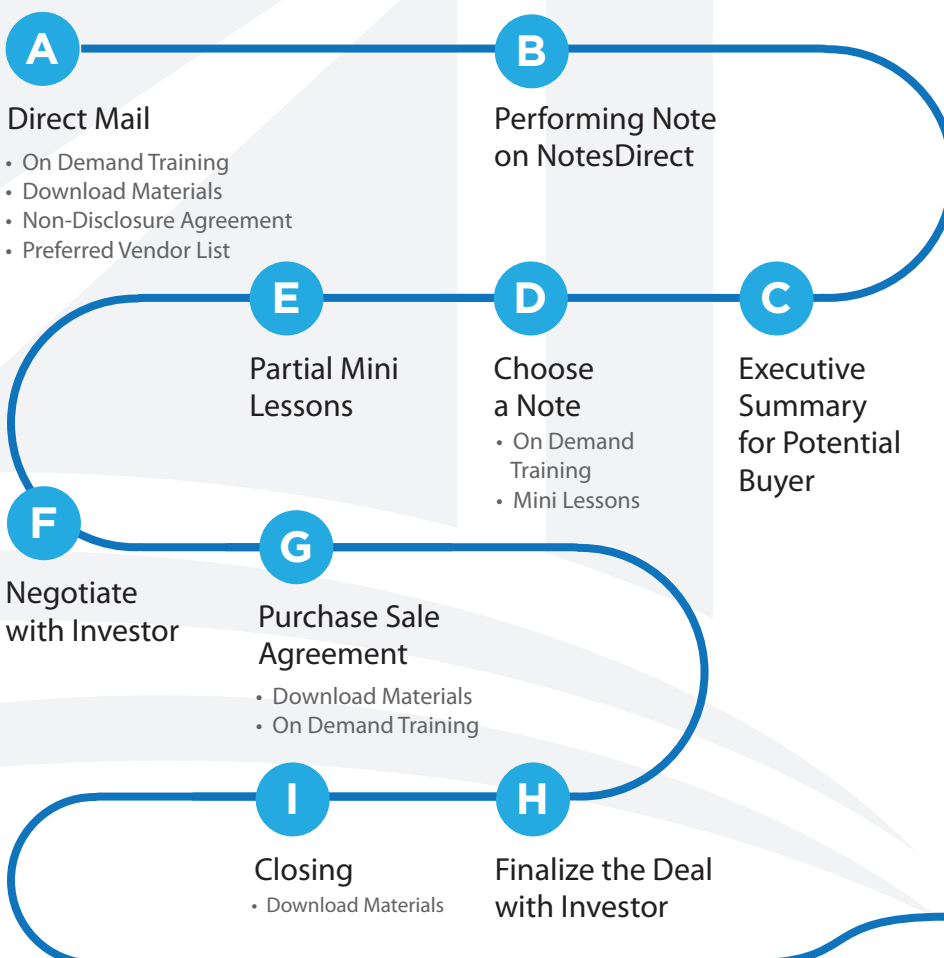 A
Direct Mail
• On Demand Training
• Download Materials
• Non-Disclosure Agreement
• Preferred Vendor List
B
Performing Note
on NotesDirect
C
Executive
Summary
for Potential
Buyer
D
Choose
a Note
• On Demand
Training
• Mini Lessons
E
Partial Mini
Lessons
F
Negotiate
with Investor
G
Purchase Sale
Agreement
• Download Materials
• On Demand Training
H
Finalize the Deal
with Investor
I
Closing
• Download Materials